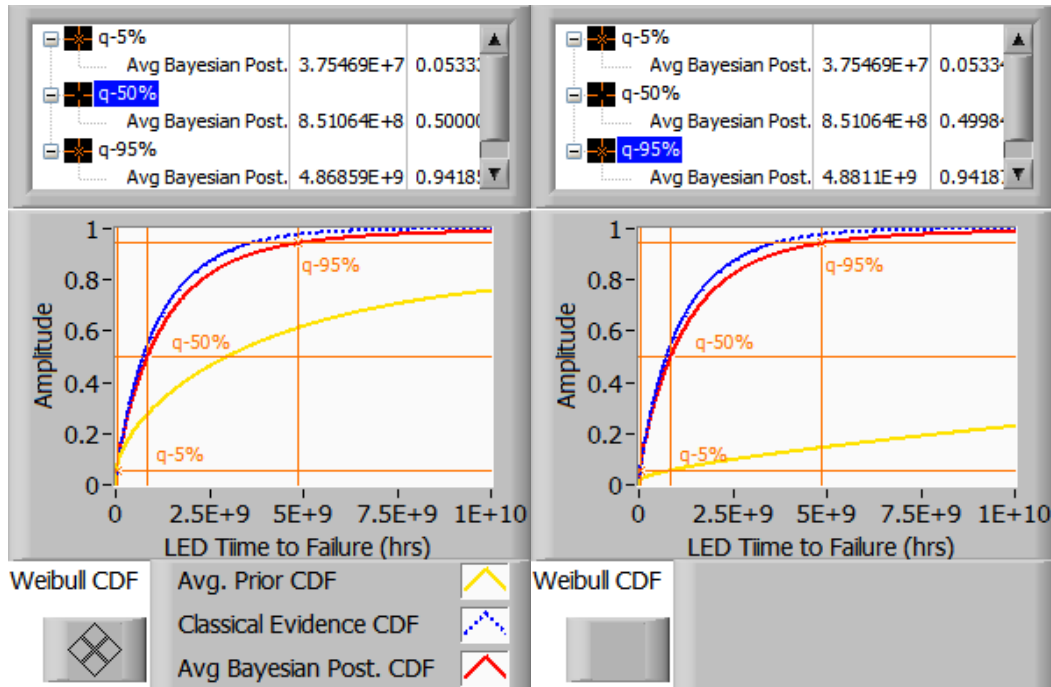 q-5%
Avg Bayesian Post. 3.75469E+7 0.0533
q-50%
Avg Bayesian Post. 8.51064E+8 0.5000
q-95%
Avg Bayesian Post. 4.86859E+9 0.9418
1
0.8
0.6
0.4
0.2
0
Amplitude
q-95%
q-50%
q-5%
0 2.5E+9 5E+9 7.5E+9 1E+10
LED Tiime to Failure (hrs)
Weibull CDF
Avg. Prior CDF
Classical Evidence CDF
Avg Bayesian Post. CDF
q-5%
Avg Bayesian Post. 3.75469E+7 0.0533
q-50%
Avg Bayesian Post. 8.51064E+8 0.4998
q-95%
Avg Bayesian Post. 4.8811E+9 0.9418
1
0.8
0.6
0.4
0.2
0
Amplitude
q-95%
q-50%
q-5%
0 2.5E+9 5E+9 7.5E+9 1E+10
LED Tiime to Failure (hrs)
Weibull CDF